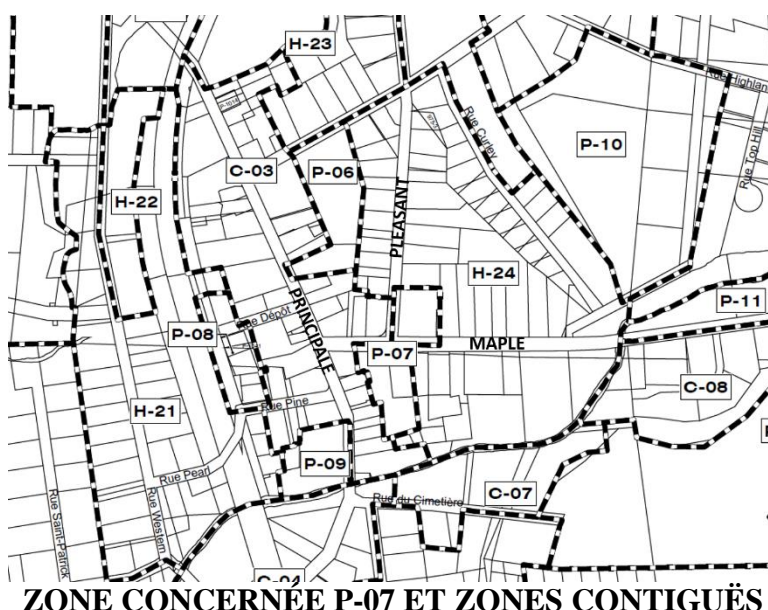 H-23
Rue Highland
C-03
P-06
Rue Curley
P-10
Rue Top Hill
H-22
PLEASANT
H-24
PRINCIPALE
Rue Dépôt
P-11
P-08
P-07
MAPLE
C-08
H-21
Rue Pine
P-09
Rue Pearl
Rue du Cimetière
C-07
Rue Saint-Patrick
Rue Western
ZONE CONCERNÉE P-07 ET ZONES CONTIGUËS